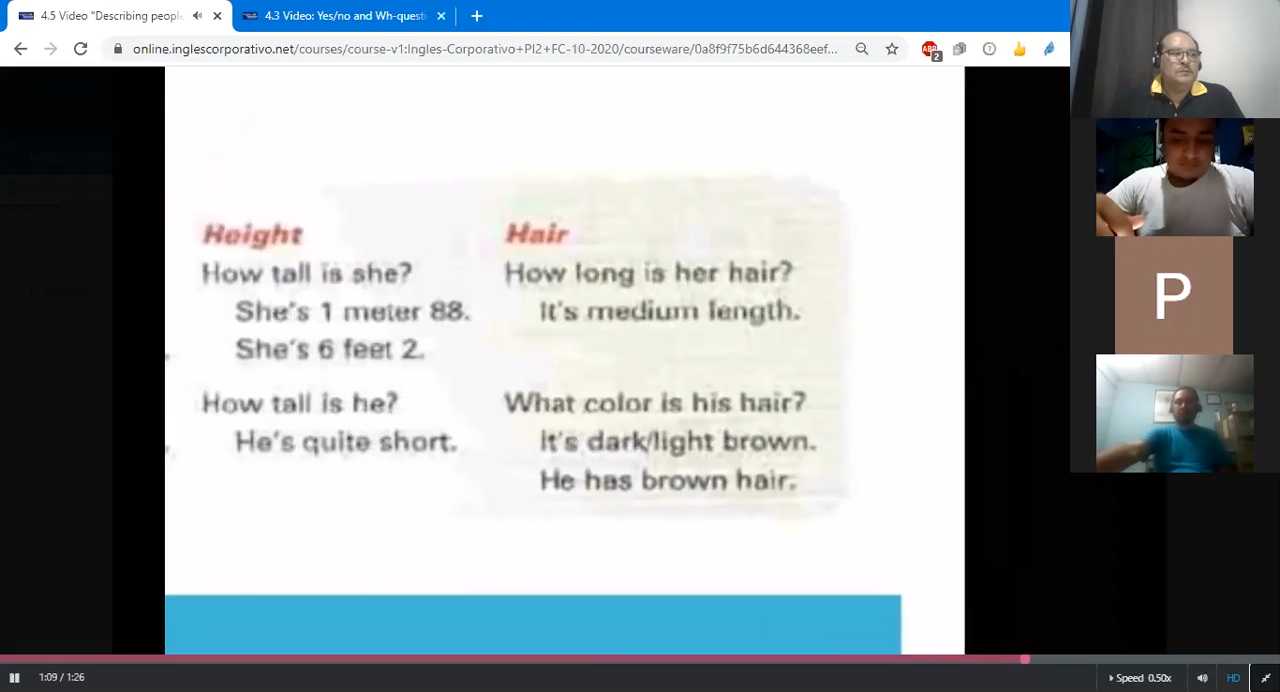 4.5 Video "Describing people
4.3 Video: Yes/no and Wh-questi
online.inglescorporativo.net/courses/course-v1:Ingles-Corporativo+PI2+FC-10-2020/courseware/0a8f9f75b6d644368eef...
ABP
2
Height
How tall is she?
She's 1 meter 88.
She's 6 feet 2.
How tall is he?
He's quite short.
Hair
How long is her hair?
It's medium length.
What color is his hair?
It's dark/light brown.
He has brown hair.
P
1:09 / 1:26
Speed 0.50x
HD